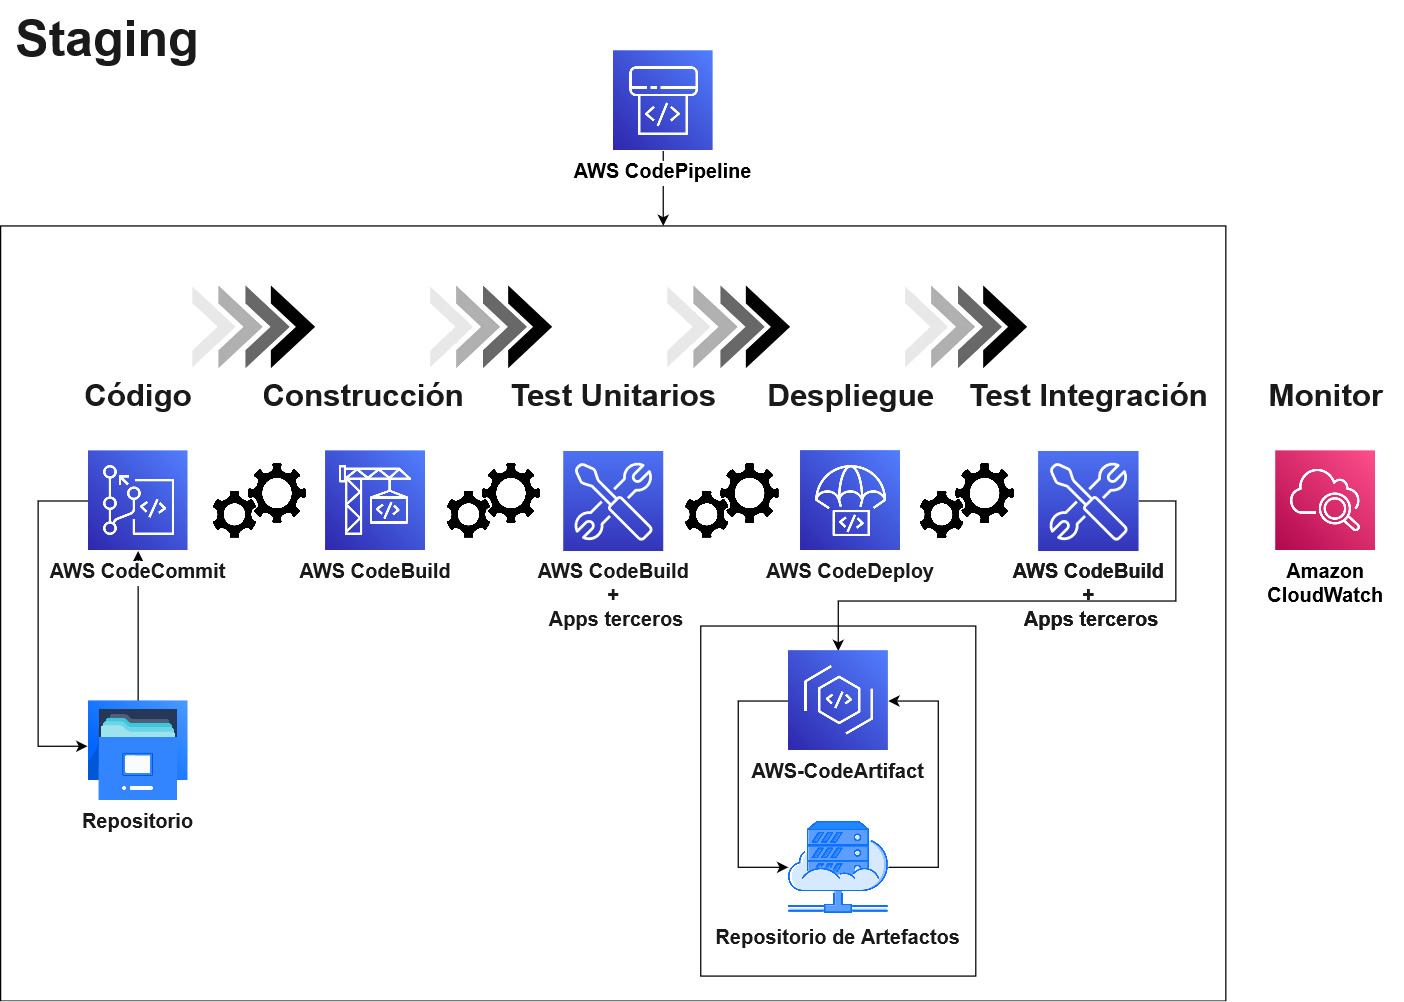 Staging
AWS CodePipeline
Código
Construcción
Test Unitarios
Despliegue
Test Integración
Monitor
AWS CodeCommit
AWS CodeBuild
AWS CodeBuild
+
Apps terceros
AWS CodeDeploy
AWS CodeBuild
+
Apps terceros
Amazon
CloudWatch
Repositorio
AWS-CodeArtifact
Repositorio de Artefactos